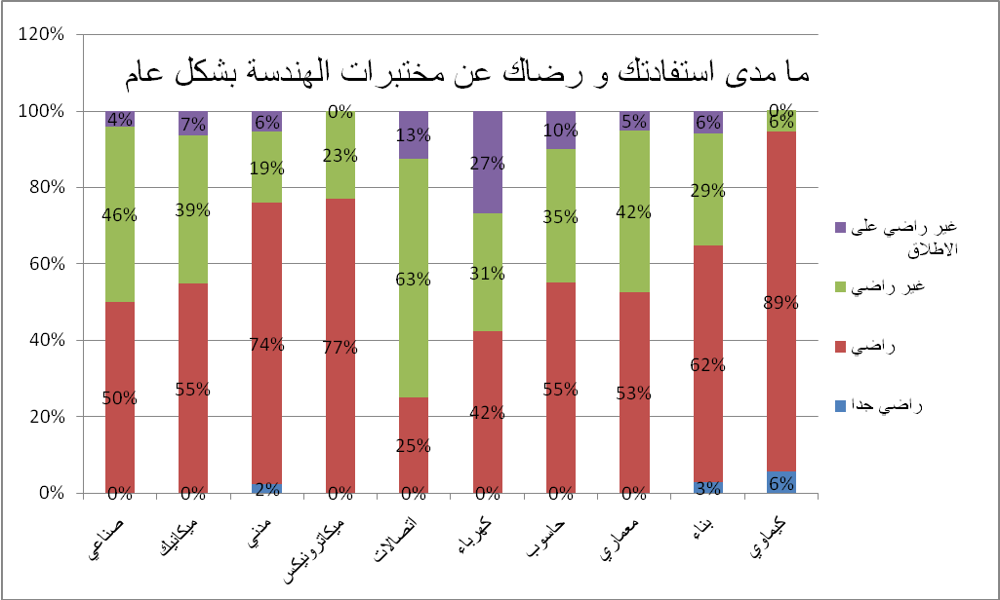 ما مدى استفادتك و رضاك عن مختبرات الهندسة بشكل عام
120%
100%
80%
60%
40%
20%
0%
4%
7%
6%
0%
13%
27%
10%
5%
6%
0%
46%
39%
19%
23%
63%
31%
35%
42%
29%
6%
50%
55%
74%
77%
25%
42%
55%
53%
62%
89%
0%
0%
2%
0%
0%
0%
0%
0%
3%
6%
صناعي
ميكانيك
مدني
ميكاترونيكس
اتصالات
كهرباء
حاسوب
معماري
بناء
كيماوي
غير راضي على
الاطلاق
غير راضي
راضي
راضي جدا